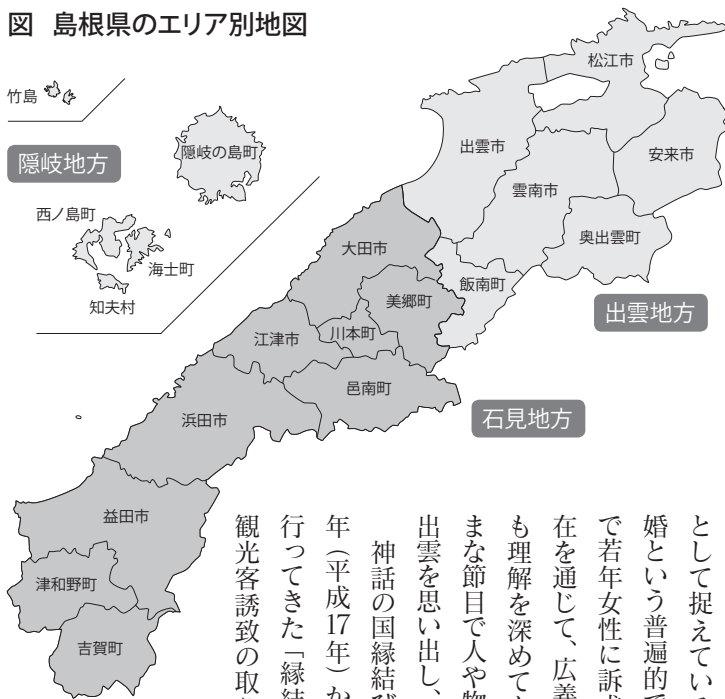 図 島根県のエリア別地図
竹島
隠岐地方
隠岐の島町
西ノ島町
海士町
知夫村
松江市
出雲市
安来市
雲南市
奥出雲町
飯南町
出雲地方
大田市
美郷町
川本町
江津市
邑南町
浜田市
石見地方
益田市
津和野町
吉賀町
として捉えてい
婚という普遍的
で若年女性に訴
在を通じて、広義
も理解を深めても
まな節目で人や物
出雲を思い出し、
神話の国縁結び
年(平成17年)か
行ってきた「縁結
観光客誘致の取